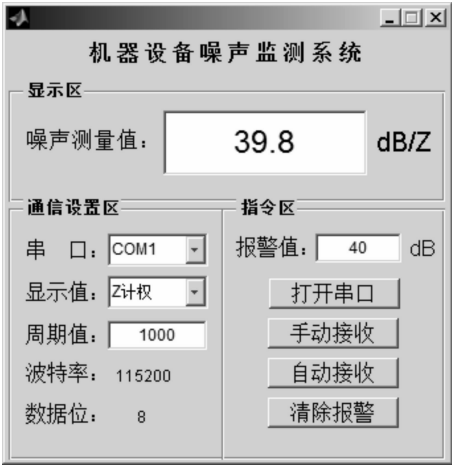 机器设备噪声监测系统
显示区
噪声测量值： 39.8 dB/Z
通信设置区
串 口： COM1
显示值： Z计权
周期值： 1000
波特率： 115200
数据位： 8
指令区
报警值： 40 dB
打开串口
手动接收
自动接收
清除报警